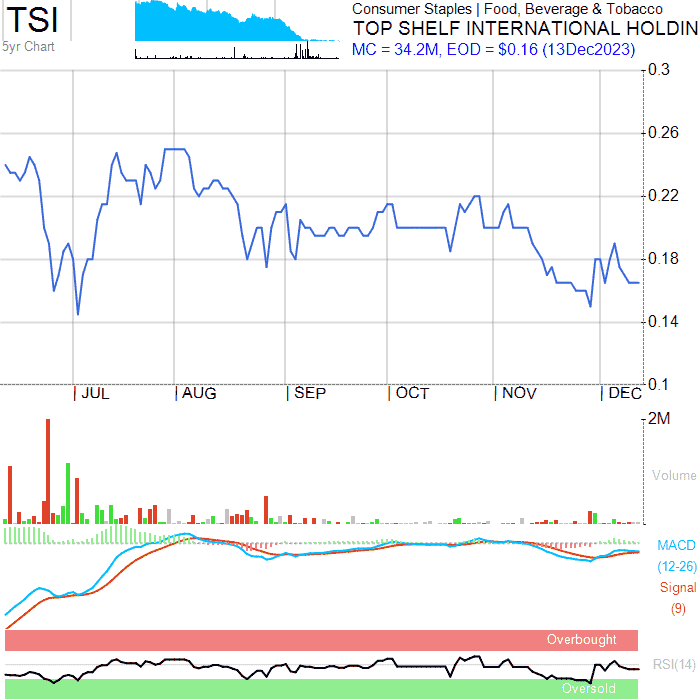 TSI
5yr Chart
Consumer Staples | Food, Beverage & Tobacco
TOP SHELF INTERNATIONAL HOLDIN
MC = 34.2M, EOD = $0.16 (13Dec2023)
0.3
0.26
0.22
0.18
0.14
0.1
| JUL | AUG | SEP | OCT | NOV | DEC
2M
Volume
MACD
(12-26)
Signal
(9)
Overbought
RSI(14)
Oversold